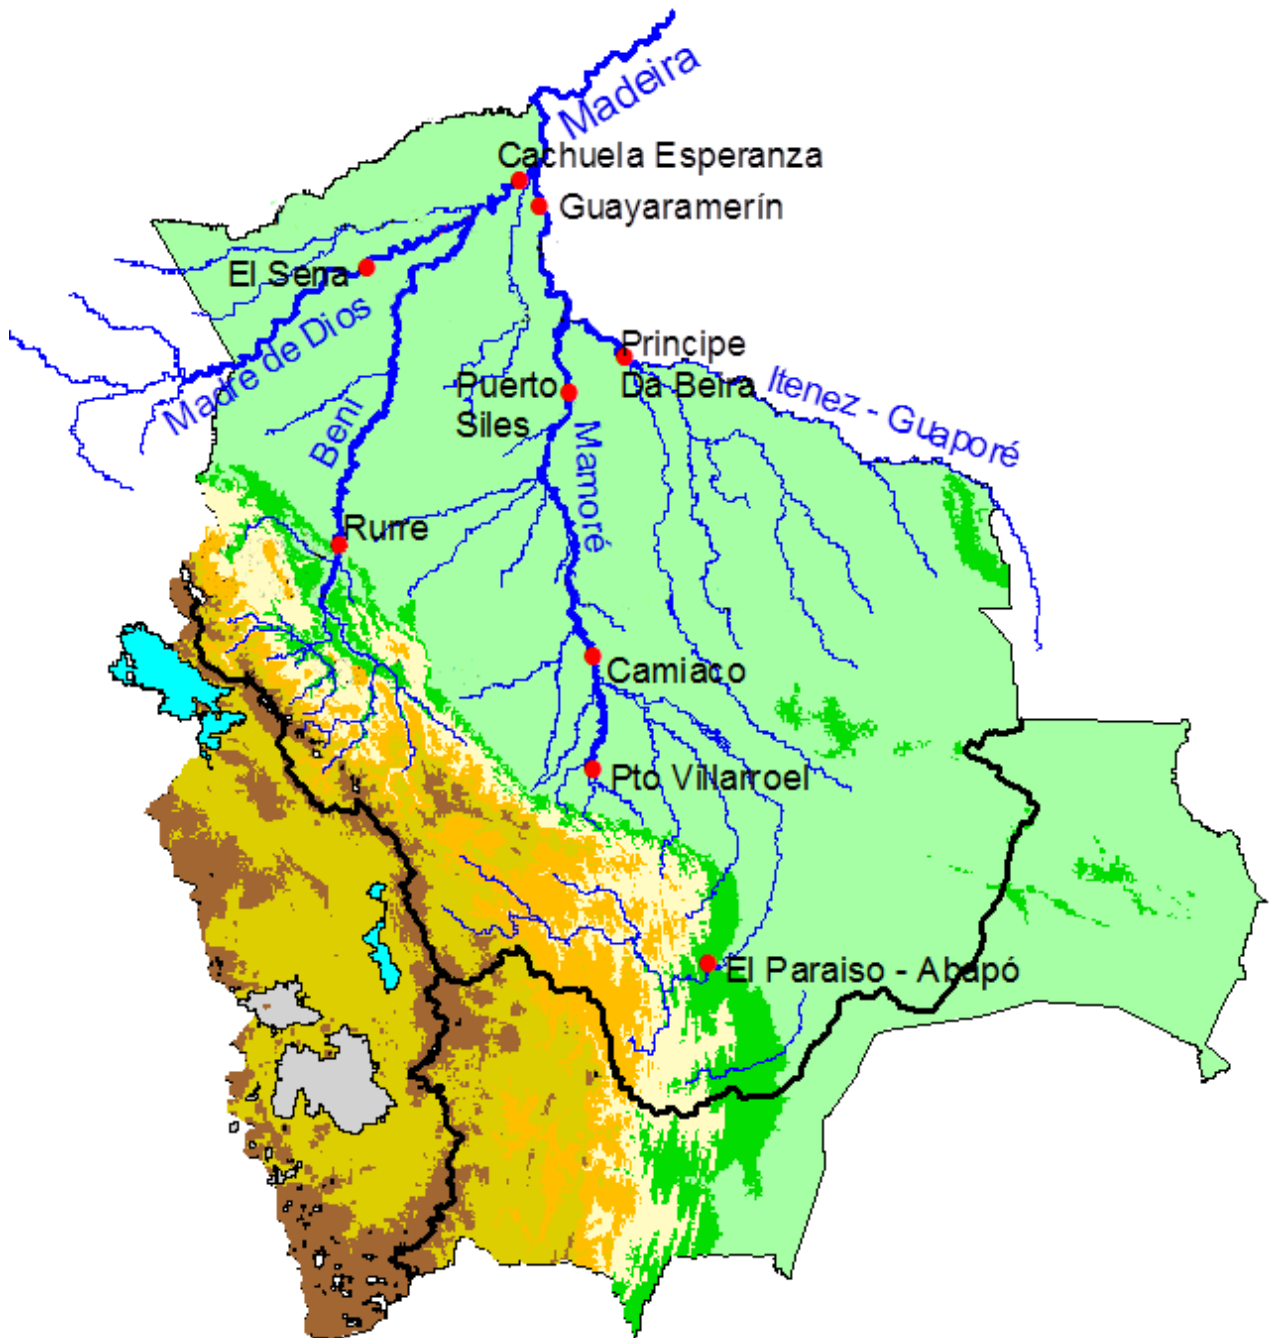 Madeira
Cachuela Esperanza
Guayaramerín
El Sena
Madre de Dios
Principe
Da Beira
Itenez - Guaporé
Puerto
Siles
Beni
Mamoré
Rurre
Camiaco
Pto Villarroel
El Paraiso - Abapó